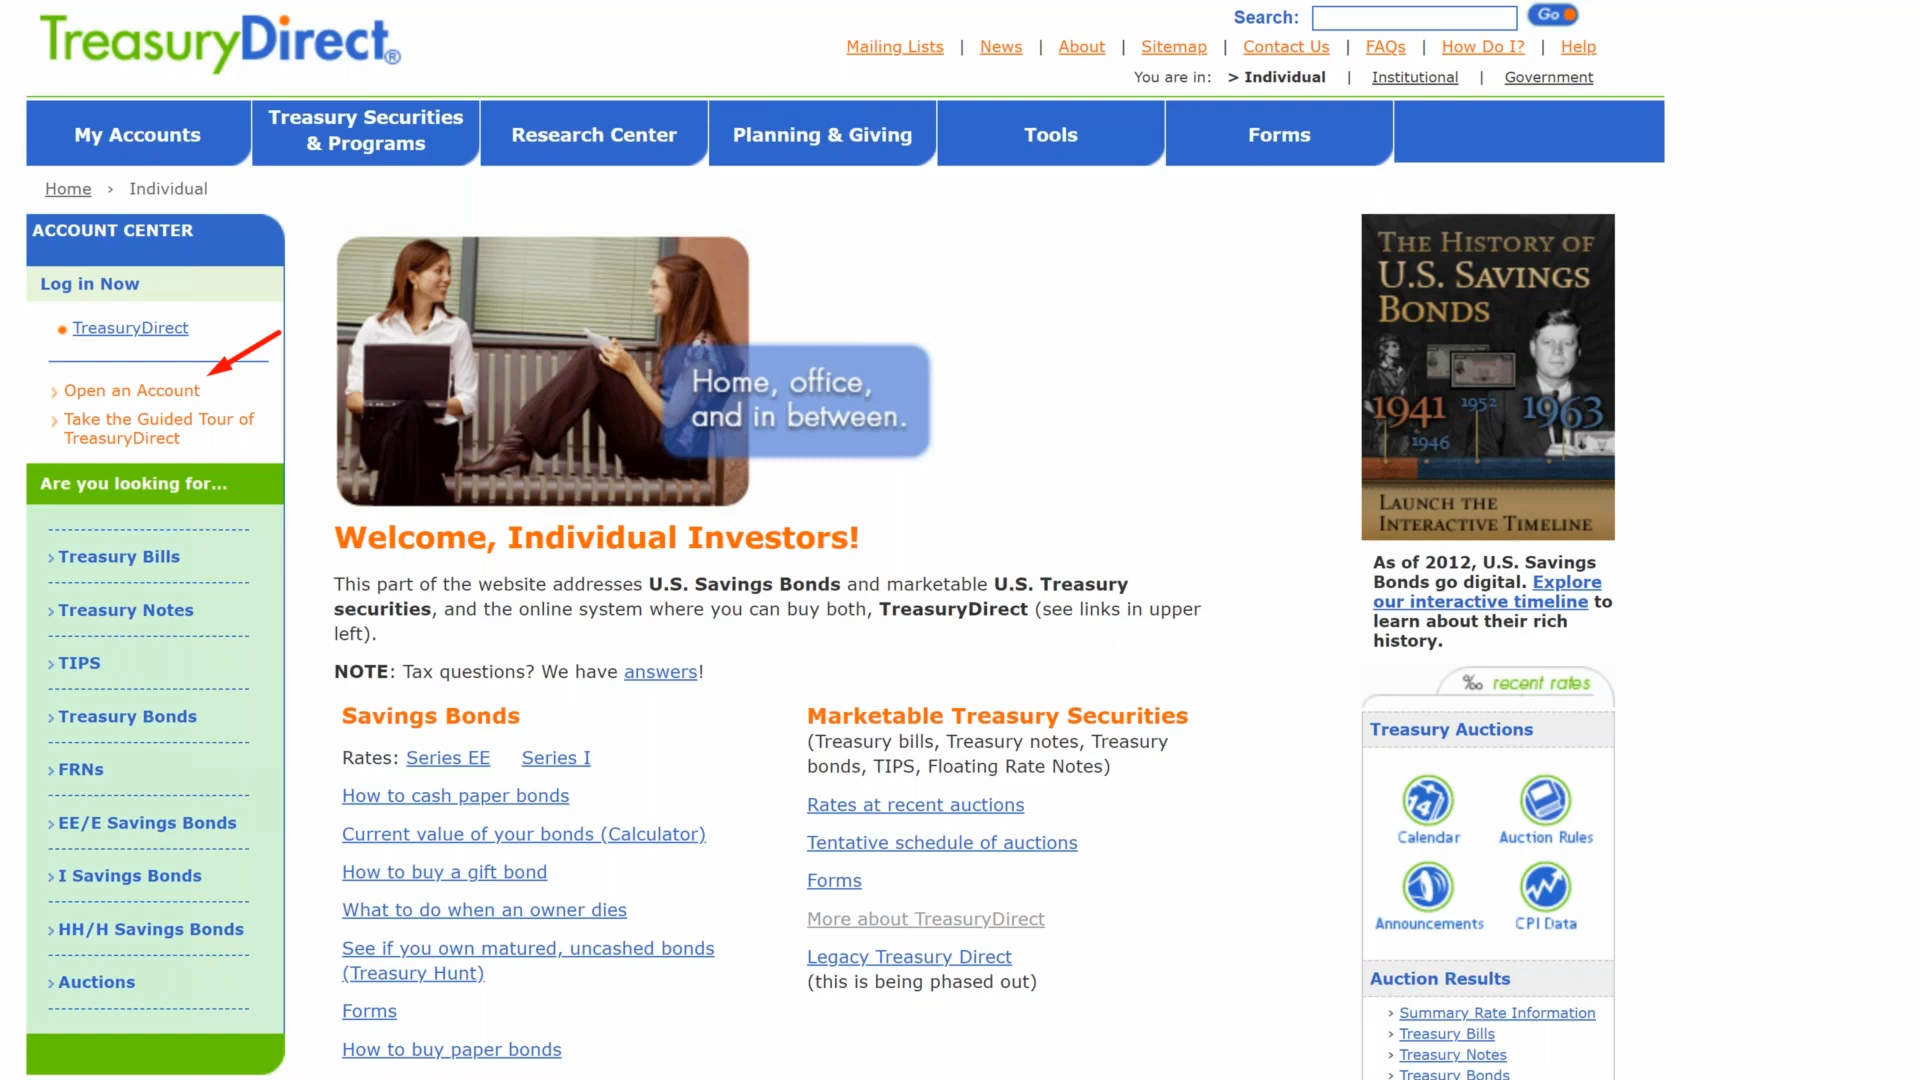 TreasuryDirect®
Search:
Go
Mailing Lists | News | About | Sitemap | Contact Us | FAQs | How Do I? | Help
You are in: > Individual | Institutional | Government
My Accounts
Treasury Securities
& Programs
Research Center
Planning & Giving
Tools
Forms
Home › Individual
ACCOUNT CENTER
Log in Now
TreasuryDirect
Open an Account
Take the Guided Tour of
TreasuryDirect
Are you looking for...
Treasury Bills
Treasury Notes
TIPS
Treasury Bonds
FRNs
EE/E Savings Bonds
I Savings Bonds
HH/H Savings Bonds
Auctions
Home, office,
and in between.
Welcome, Individual Investors!
This part of the website addresses U.S. Savings Bonds and marketable U.S. Treasury
securities, and the online system where you can buy both, TreasuryDirect (see links in upper
left).
NOTE: Tax questions? We have answers!
Savings Bonds
Rates: Series EE Series I
How to cash paper bonds
Current value of your bonds (Calculator)
How to buy a gift bond
What to do when an owner dies
See if you own matured, uncashed bonds
(Treasury Hunt)
Forms
How to buy paper bonds
Marketable Treasury Securities
(Treasury bills, Treasury notes, Treasury
bonds, TIPS, Floating Rate Notes)
Rates at recent auctions
Tentative schedule of auctions
Forms
More about TreasuryDirect
Legacy Treasury Direct
(this is being phased out)
THE HISTORY OF
U.S. SAVINGS
BONDS
1941 1952 1963
1946
LAUNCH THE
INTERACTIVE TIMELINE
As of 2012, U.S. Savings
Bonds go digital. Explore
our interactive timeline to
learn about their rich
history.
‰ recent rates
Treasury Auctions
14
Calendar
Auction Rules
Announcements
CPI Data
Auction Results
› Summary Rate Information
› Treasury Bills
› Treasury Notes
› Treasury Bonds